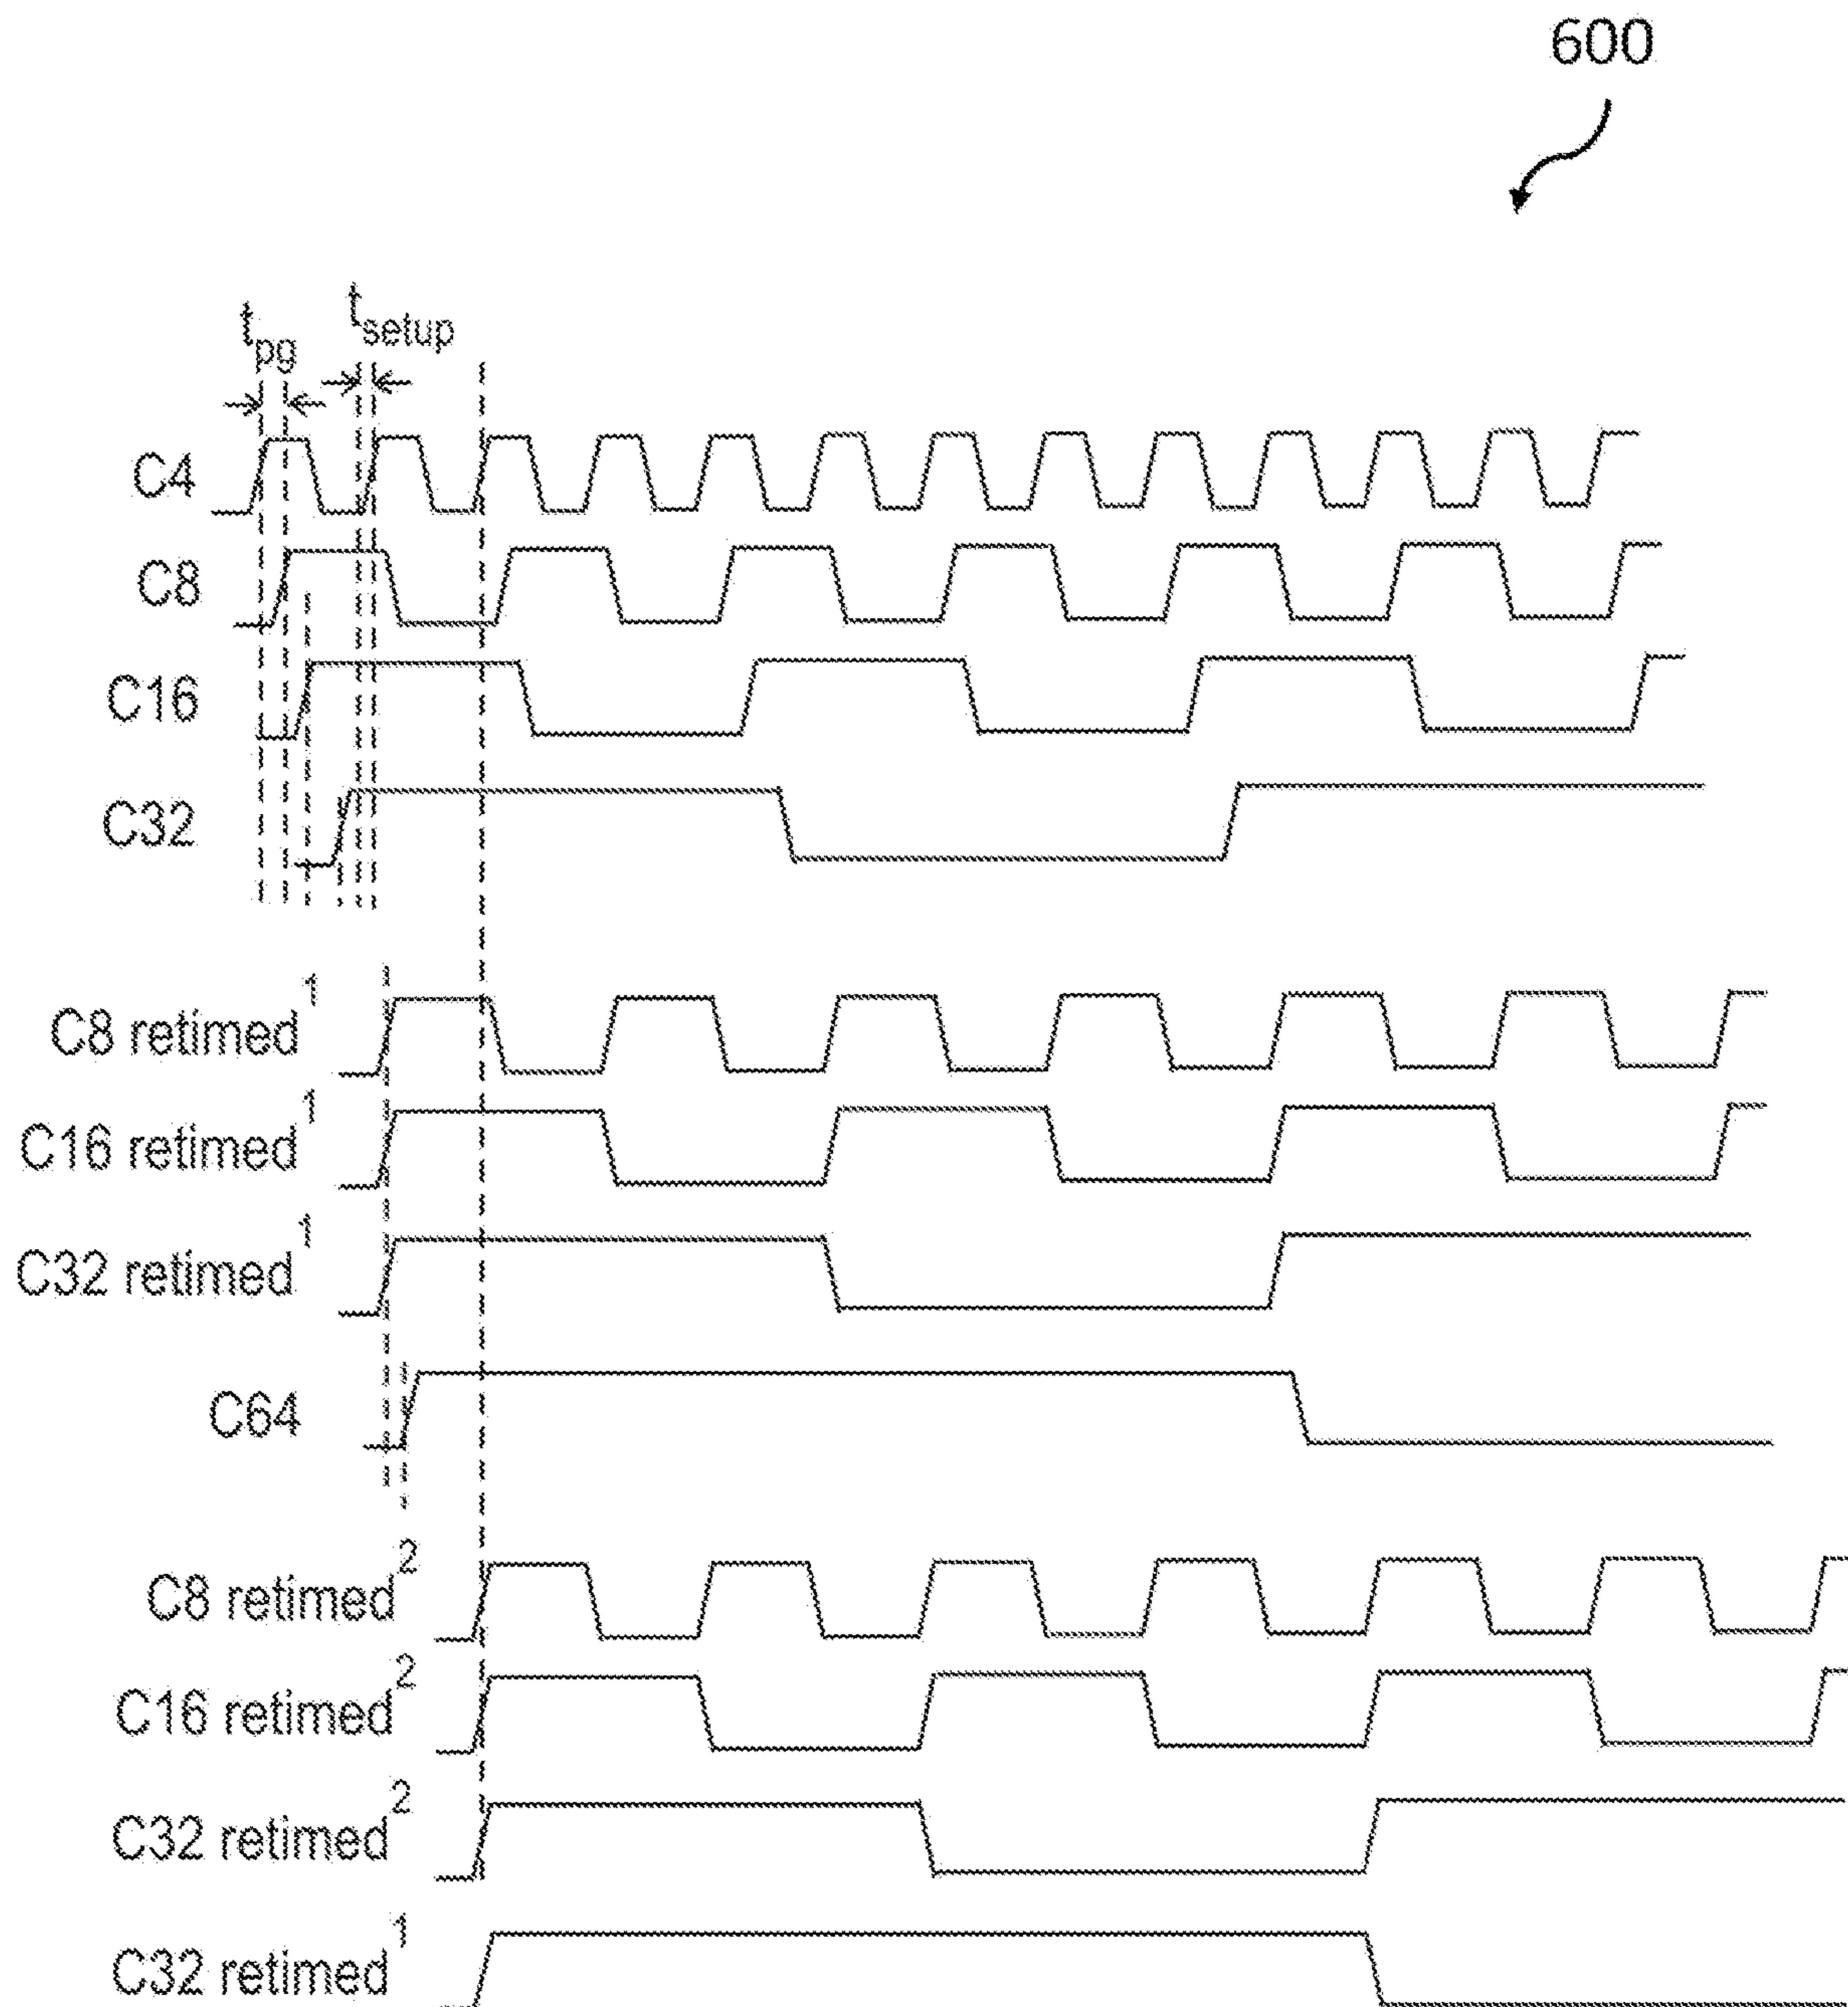 600
tpg
tsetup
C4
C8
C16
C32
C8 retimed1
C16 retimed1
C32 retimed1
C64
C8 retimed2
C16 retimed2
C32 retimed2
C32 retimed1